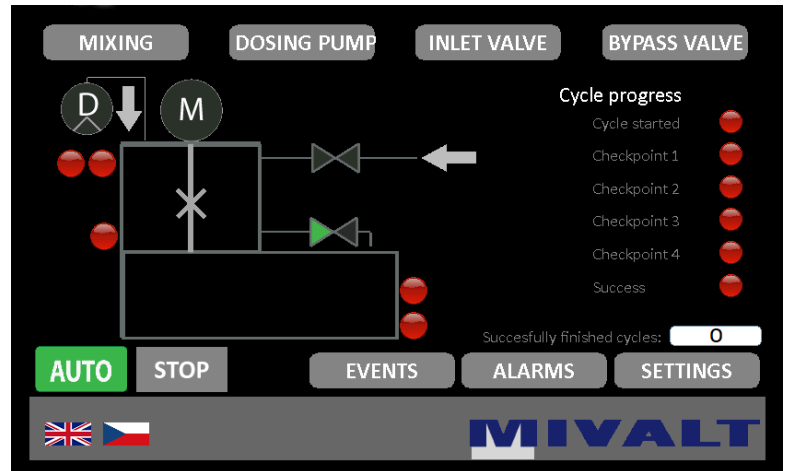 MIXING DOSING PUMP INLET VALVE BYPASS VALVE
D M
Cycle progress
Cycle started
Checkpoint 1
Checkpoint 2
Checkpoint 3
Checkpoint 4
Success
Succesfully finished cycles: 0
AUTO STOP EVENTS ALARMS SETTINGS
MIVALT